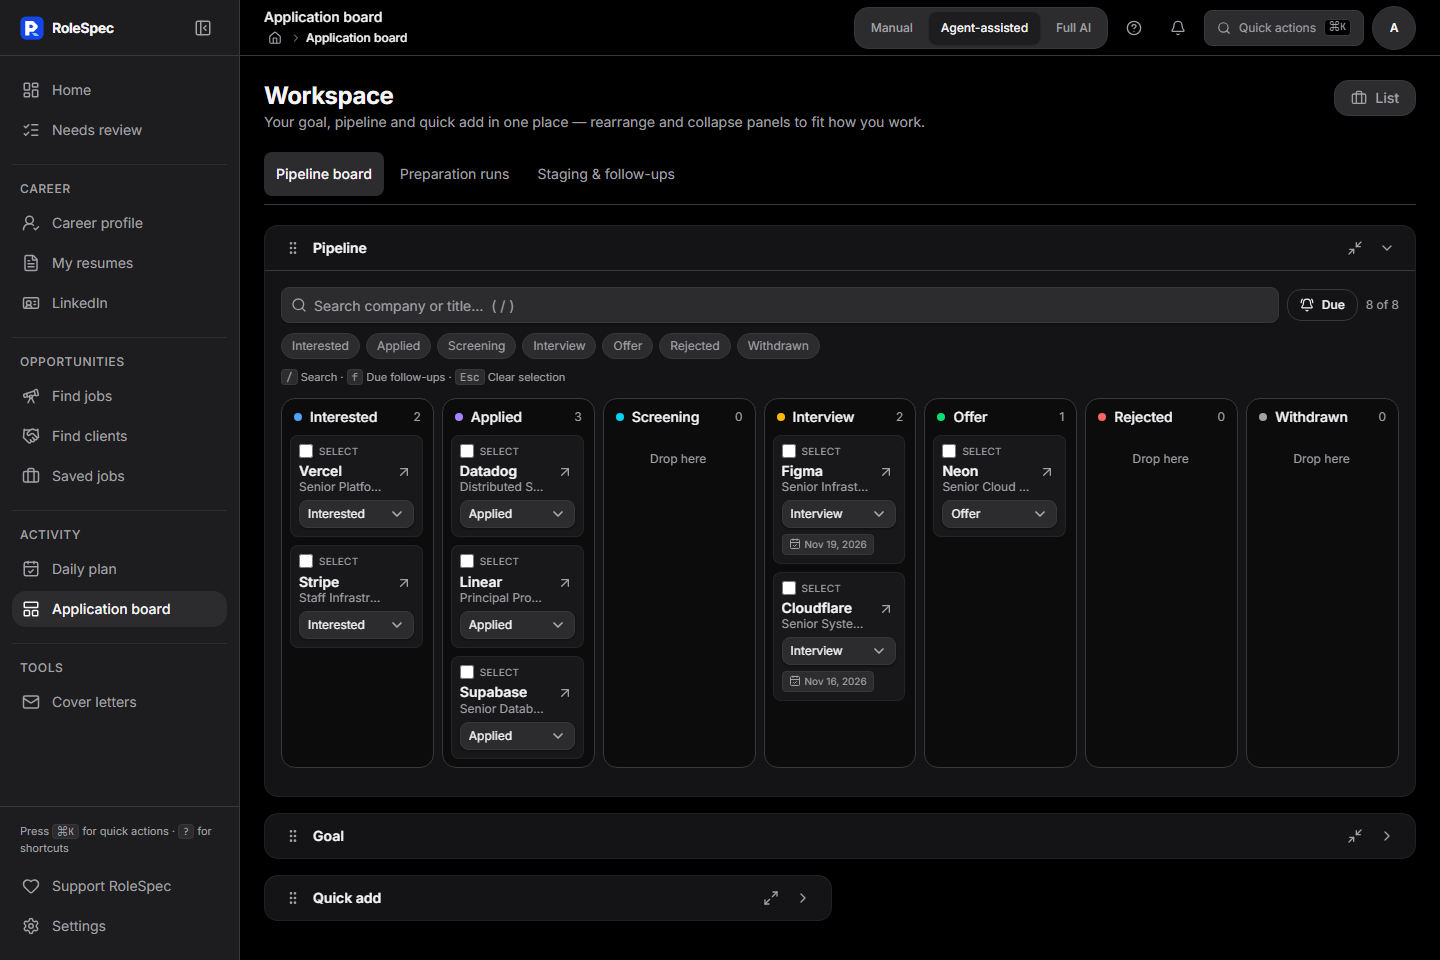 RoleSpec
Home
Needs review
CAREER
Career profile
My resumes
LinkedIn
OPPORTUNITIES
Find jobs
Find clients
Saved jobs
ACTIVITY
Daily plan
Application board
TOOLS
Cover letters
Press ⌘K for quick actions · ? for
shortcuts
Support RoleSpec
Settings
Application board
Application board
Manual
Agent-assisted
Full AI
Quick actions ⌘K
A
Workspace
Your goal, pipeline and quick add in one place — rearrange and collapse panels to fit how you work.
List
Pipeline board
Preparation runs
Staging & follow-ups
Pipeline
Search company or title... ( / )
Due
8 of 8
Interested
Applied
Screening
Interview
Offer
Rejected
Withdrawn
/ Search · f Due follow-ups · Esc Clear selection
Interested 2
SELECT
Vercel
Senior Platfo...
Interested
SELECT
Stripe
Staff Infrastr...
Interested
Applied 3
SELECT
Datadog
Distributed S...
Applied
SELECT
Linear
Principal Pro...
Applied
SELECT
Supabase
Senior Datab...
Applied
Screening 0
Drop here
Interview 2
SELECT
Figma
Senior Infrast...
Interview
Nov 19, 2026
SELECT
Cloudflare
Senior Syste...
Interview
Nov 16, 2026
Offer 1
SELECT
Neon
Senior Cloud ...
Offer
Rejected 0
Drop here
Withdrawn 0
Drop here
Goal
Quick add